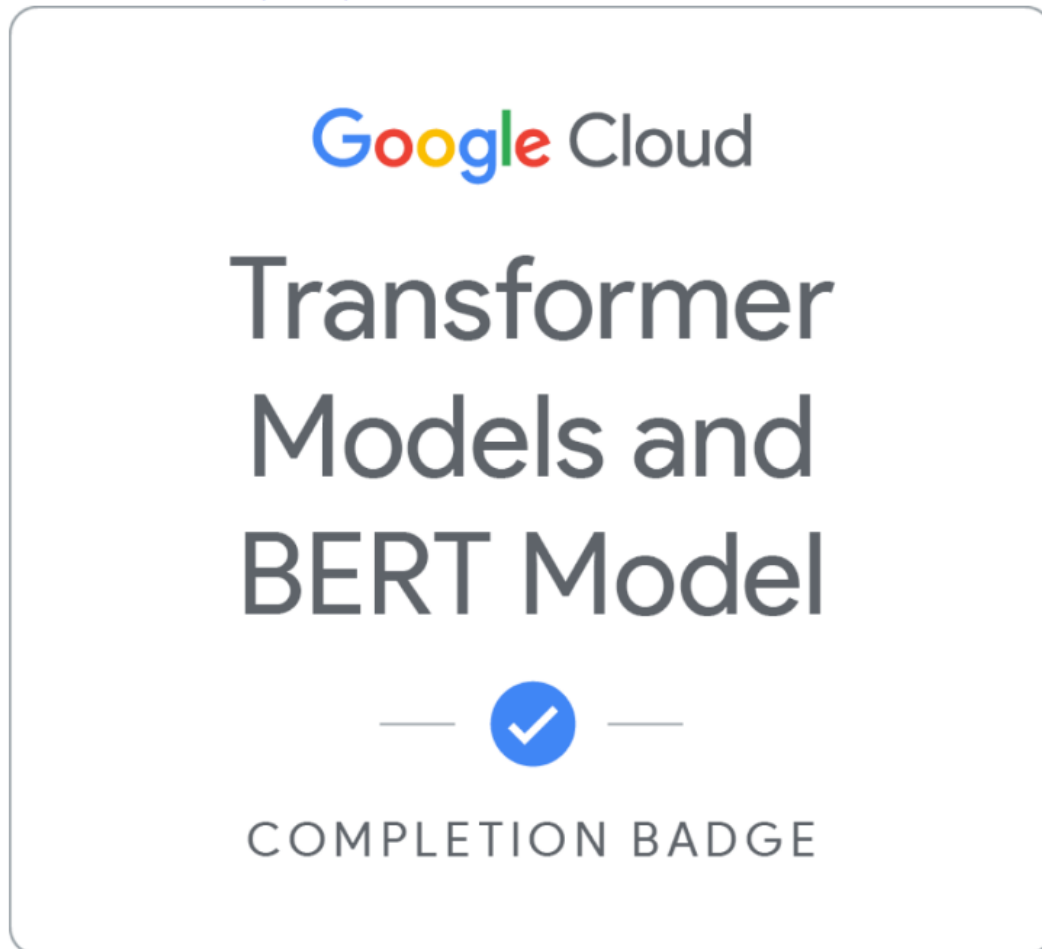 Google Cloud
Transformer
Models and
BERT Model
COMPLETION BADGE